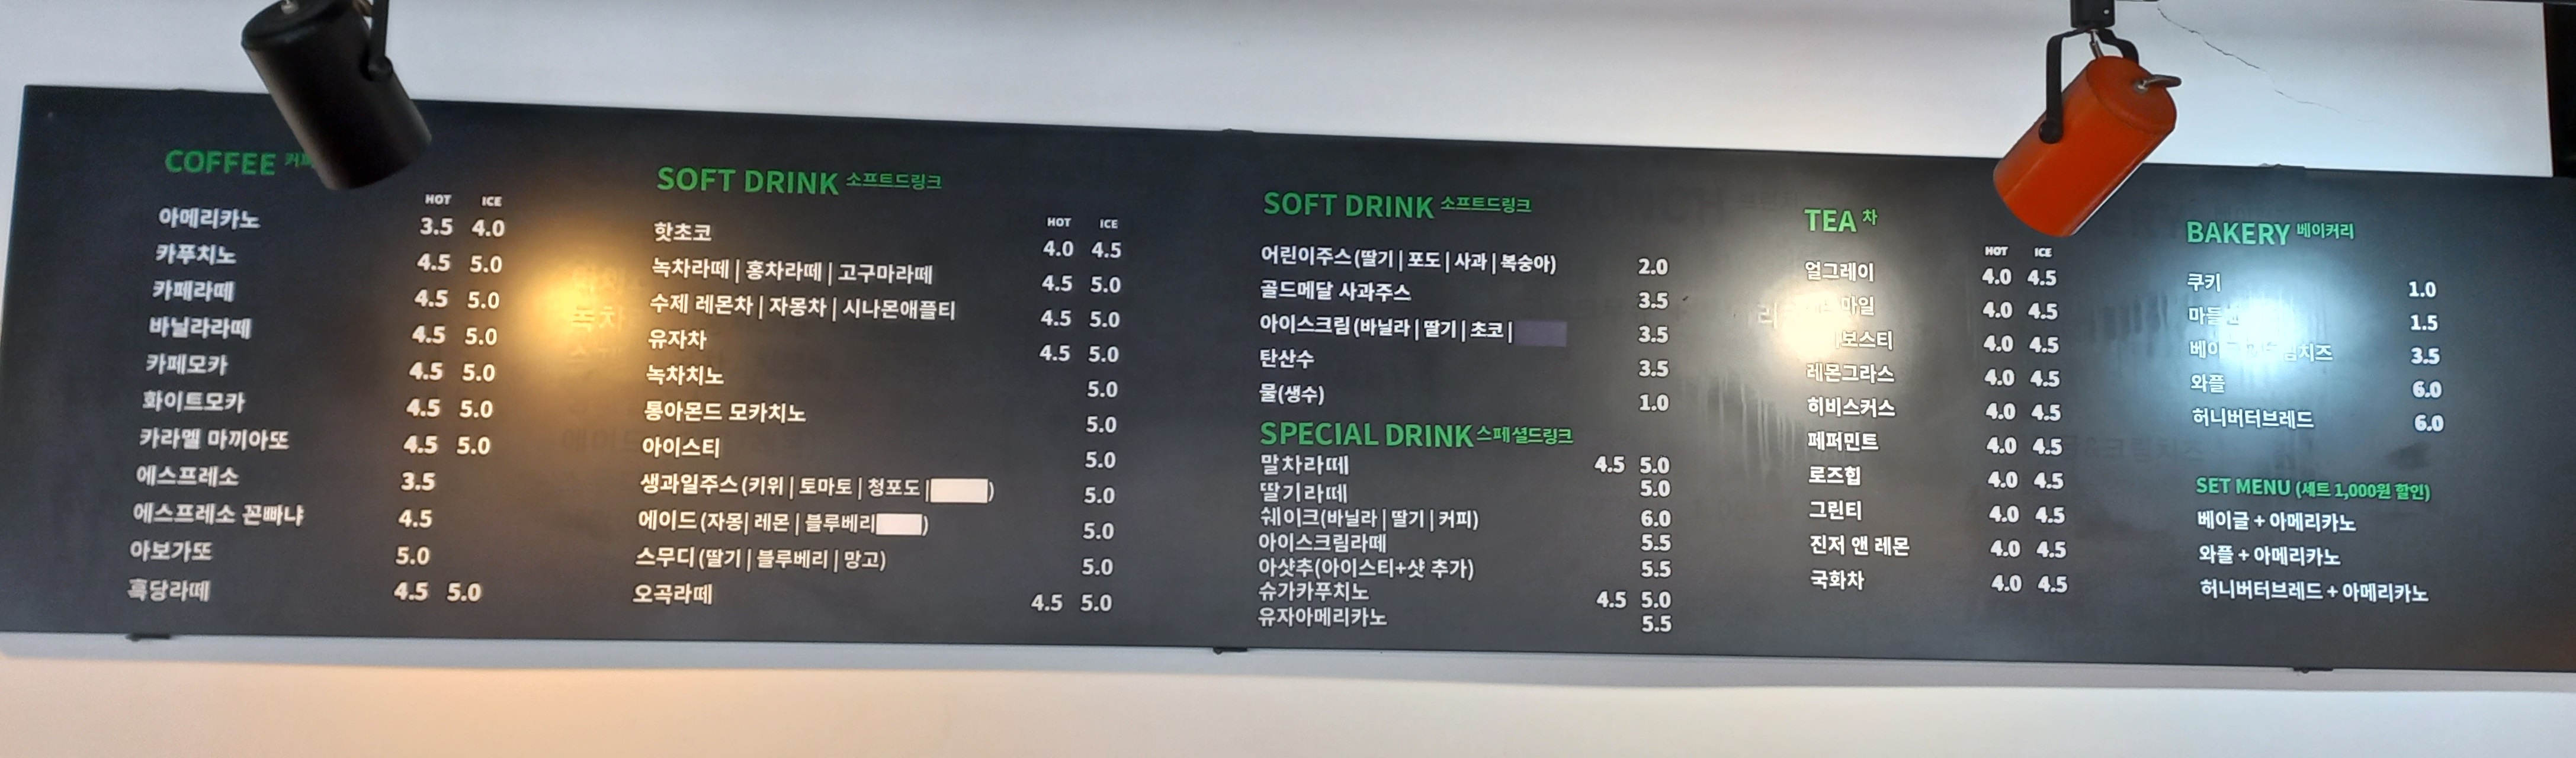 COFFEE
HOT ICE
아메리카노 3.5 4.0
카푸치노 4.5 5.0
카페라떼 4.5 5.0
바닐라라떼 4.5 5.0
카페모카 4.5 5.0
화이트모카 4.5 5.0
카라멜 마끼아또 4.5 5.0
에스프레소 3.5
에스프레소 꼰빠냐 4.5
아보가또 5.0
흑당라떼 4.5 5.0
SOFT DRINK 소프트드링크
HOT ICE
핫초코 4.0 4.5
녹차라떼 | 홍차라떼 | 고구마라떼 4.5 5.0
수제 레몬차 | 자몽차 | 시나몬애플티 4.5 5.0
유자차 4.5 5.0
녹차치노 5.0
통아몬드 모카치노 5.0
아이스티 5.0
생과일주스 (키위 | 토마토 | 청포도 | ) 5.0
에이드 (자몽| 레몬 | 블루베리 ) 5.0
스무디 (딸기 | 블루베리 | 망고) 5.0
오곡라떼 4.5 5.0
SOFT DRINK 소프트드링크
어린이주스 (딸기 | 포도 | 사과 | 복숭아) 2.0
골드메달 사과주스 3.5
아이스크림 (바닐라 | 딸기 | 초코 | 3.5
탄산수 3.5
물(생수) 1.0
SPECIAL DRINK 스페셜드링크
말차라떼 4.5 5.0
딸기라떼 5.0
쉐이크(바닐라 | 딸기 | 커피) 6.0
아이스크림라떼 5.5
아샷추(아이스티+샷 추가) 5.5
슈가카푸치노 4.5 5.0
유자아메리카노 5.5
TEA 차
HOT ICE
얼그레이 4.0 4.5
4.0 4.5
4.0 4.5
레몬그라스 4.0 4.5
히비스커스 4.0 4.5
페퍼민트 4.0 4.5
로즈힙 4.0 4.5
그린티 4.0 4.5
진저 앤 레몬 4.0 4.5
국화차 4.0 4.5
BAKERY 베이커리
쿠키 1.0
1.5
3.5
와플 6.0
허니버터브레드 6.0
SET MENU (세트 1,000원 할인)
베이글 + 아메리카노
와플 + 아메리카노
허니버터브레드 + 아메리카노